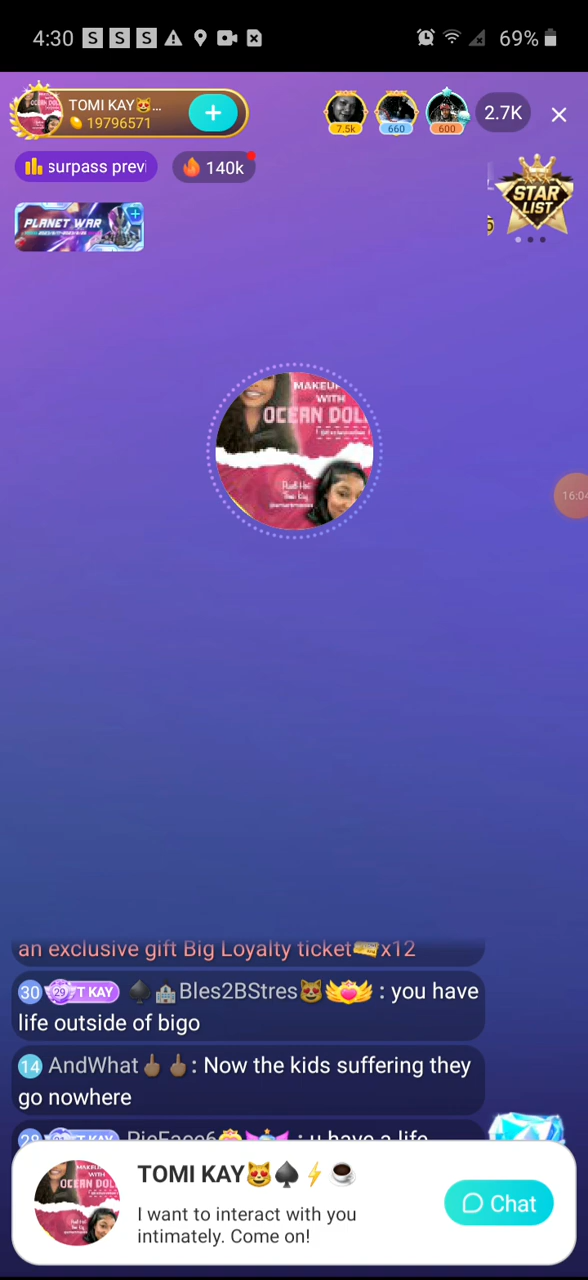 4:30 S S S 69%
TOMI KAY😻...
19796571
7.5k 660 600 2.7K
surpass previ 140k
STAR
LIST
PLANET WAR
MAKEUP
WITH
OCEAN DOL
16:04
an exclusive gift Big Loyalty ticket🎫x12
30 29 T KAY ♠️🏫Bles2BStres😻💖 : you have
life outside of bigo
14 AndWhat🖕🏽🖕🏽: Now the kids suffering they
go nowhere
TOMI KAY😻♠️⚡☕
I want to interact with you
intimately. Come on!
Chat